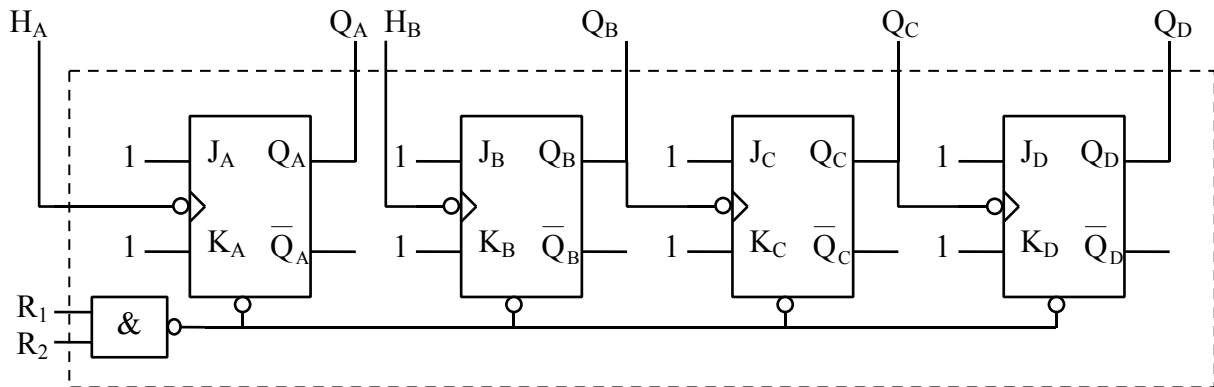 H_A Q_A H_B Q_B Q_C Q_D
1 J_A Q_A 1 J_B Q_B 1 J_C Q_C 1 J_D Q_D
1 K_A Q̅_A 1 K_B Q̅_B 1 K_C Q̅_C 1 K_D Q̅_D
R_1
&
R_2